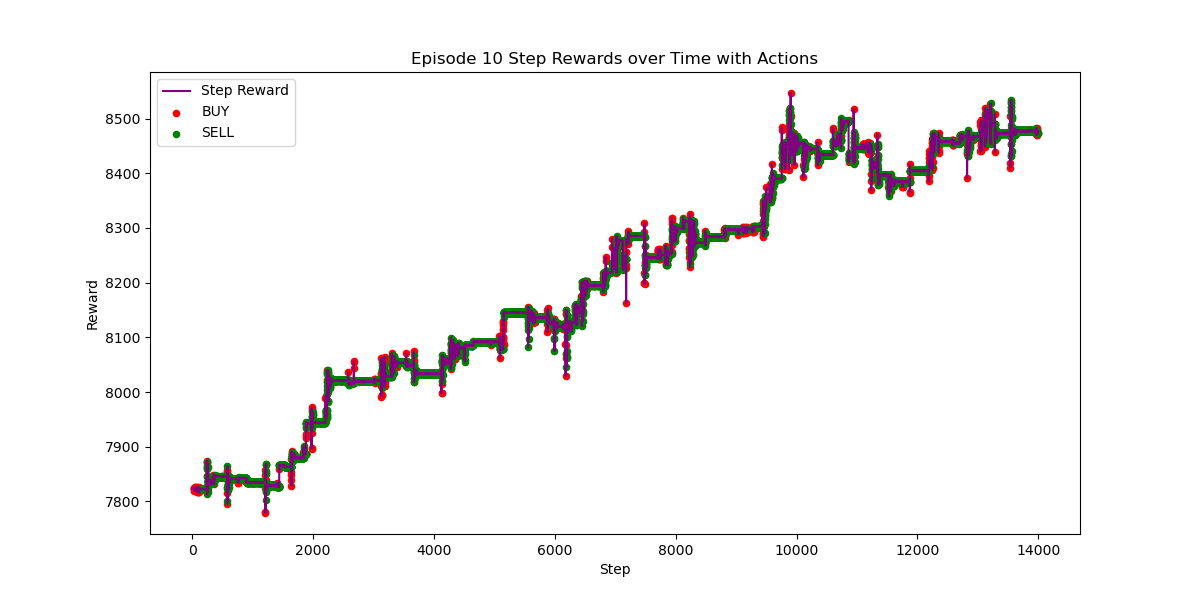 Episode 10 Step Rewards over Time with Actions
Step Reward
BUY
SELL
8500
8400
8300
8200
8100
8000
7900
7800
Reward
0 2000 4000 6000 8000 10000 12000 14000
Step